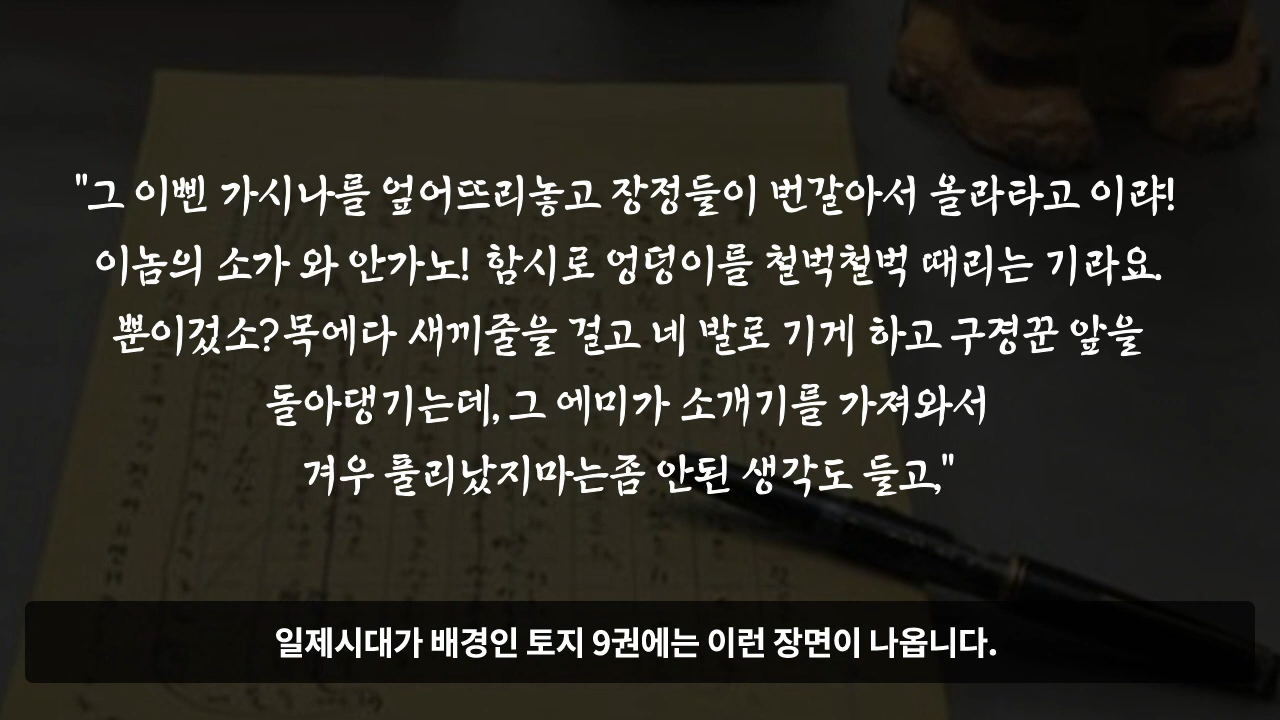 "그 이삔 가시나를 엎어뜨리놓고 장정들이 번갈아서 올라타고 이랴!
이놈의 소가 와 안가노! 함시로 엉덩이를 철벅철벅 때리는 기라요.
뿐이겄소?목에다 새끼줄을 걸고 네 발로 기게 하고 구경꾼 앞을
돌아댕기는데, 그 에미가 소개기를 가져와서
겨우 풀리났지마는좀 안된 생각도 들고,"
일제시대가 배경인 토지 9권에는 이런 장면이 나옵니다.